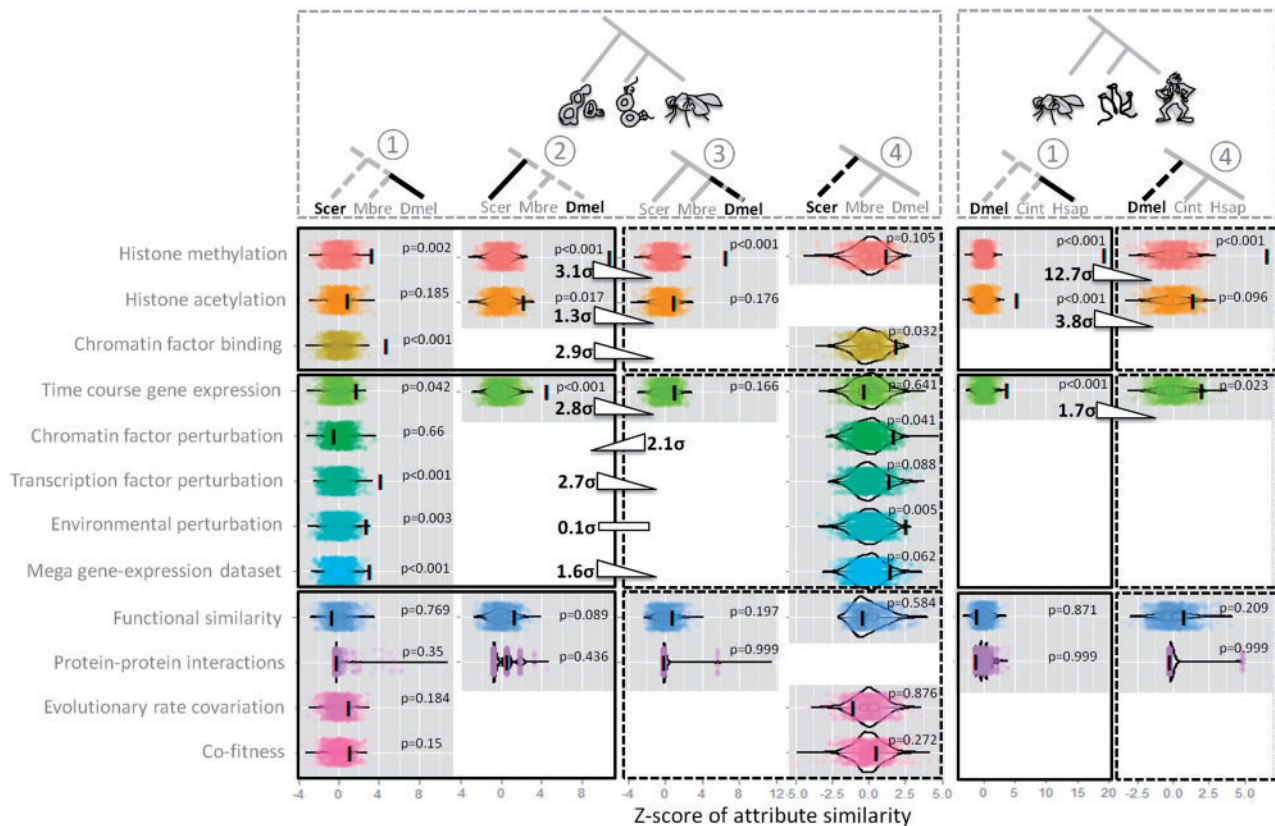 ① ② ③ ④ ① ④
Scer Mbre Dmel Scer Mbre Dmel Scer Mbre Dmel Scer Mbre Dmel Dmel Cint Hsap Dmel Cint Hsap
Histone methylation p=0.002 p<0.001 p<0.001 p=0.105 p<0.001 p<0.001
3.1σ 12.7σ
Histone acetylation p=0.185 p=0.017 p=0.176 p<0.001 p=0.096
1.3σ 3.8σ
Chromatin factor binding p<0.001 2.9σ p=0.032
Time course gene expression p=0.042 p<0.001 p=0.166 p=0.641 p<0.001 p=0.023
2.8σ 1.7σ
Chromatin factor perturbation p=0.66 2.1σ p=0.041
Transcription factor perturbation p<0.001 2.7σ p=0.088
Environmental perturbation p=0.003 0.1σ p=0.005
Mega gene-expression dataset p<0.001 1.6σ p=0.062
Functional similarity p=0.769 p=0.089 p=0.197 p=0.584 p=0.871 p=0.209
Protein-protein interactions p=0.35 p=0.436 p=0.999 p=0.999 p=0.999
Evolutionary rate covariation p=0.184 p=0.876
Co-fitness p=0.15 p=0.272
-4 0 4 8 -4 0 4 8 -4 0 4 8 12 -5.0 -2.5 0.0 2.5 5.0 0 5 10 15 20 -2.5 0.0 2.5 5.0
Z-score of attribute similarity